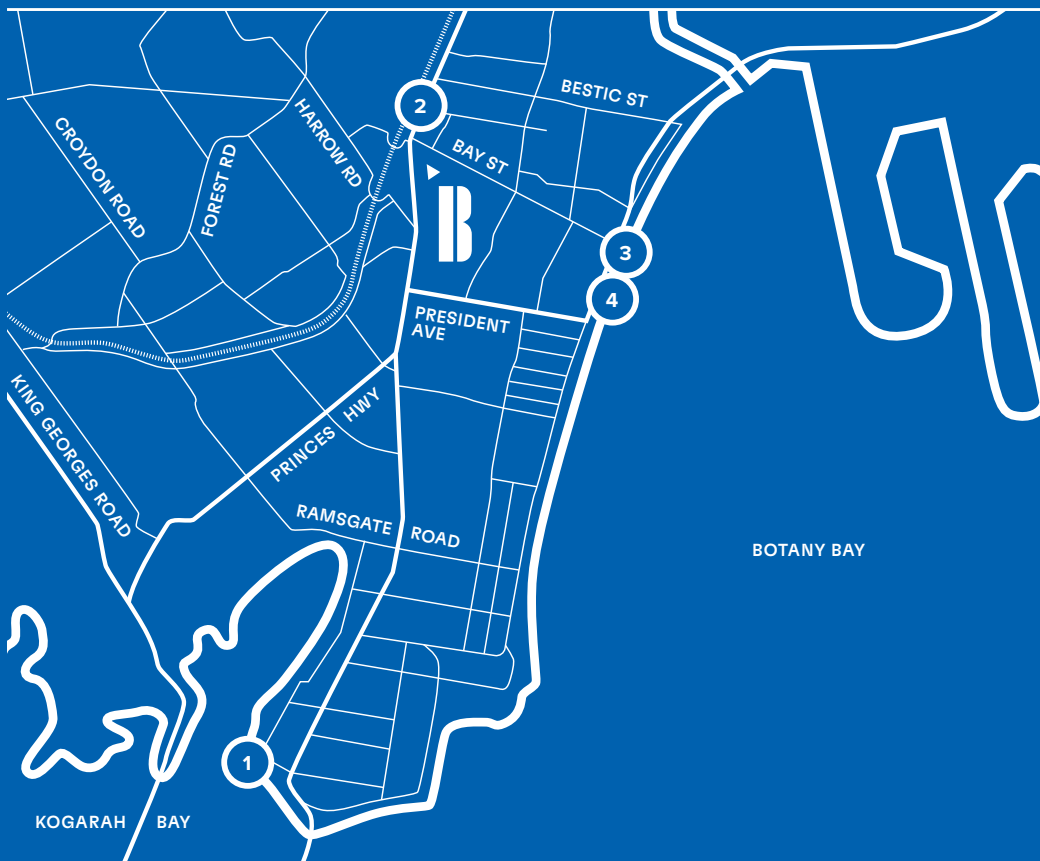 BESTIC ST
2
HARROW RD
CROYDON ROAD
FOREST RD
BAY ST
B
3
4
PRESIDENT
AVE
KING GEORGES ROAD
PRINCES HWY
RAMSGATE ROAD
BOTANY BAY
1
KOGARAH BAY